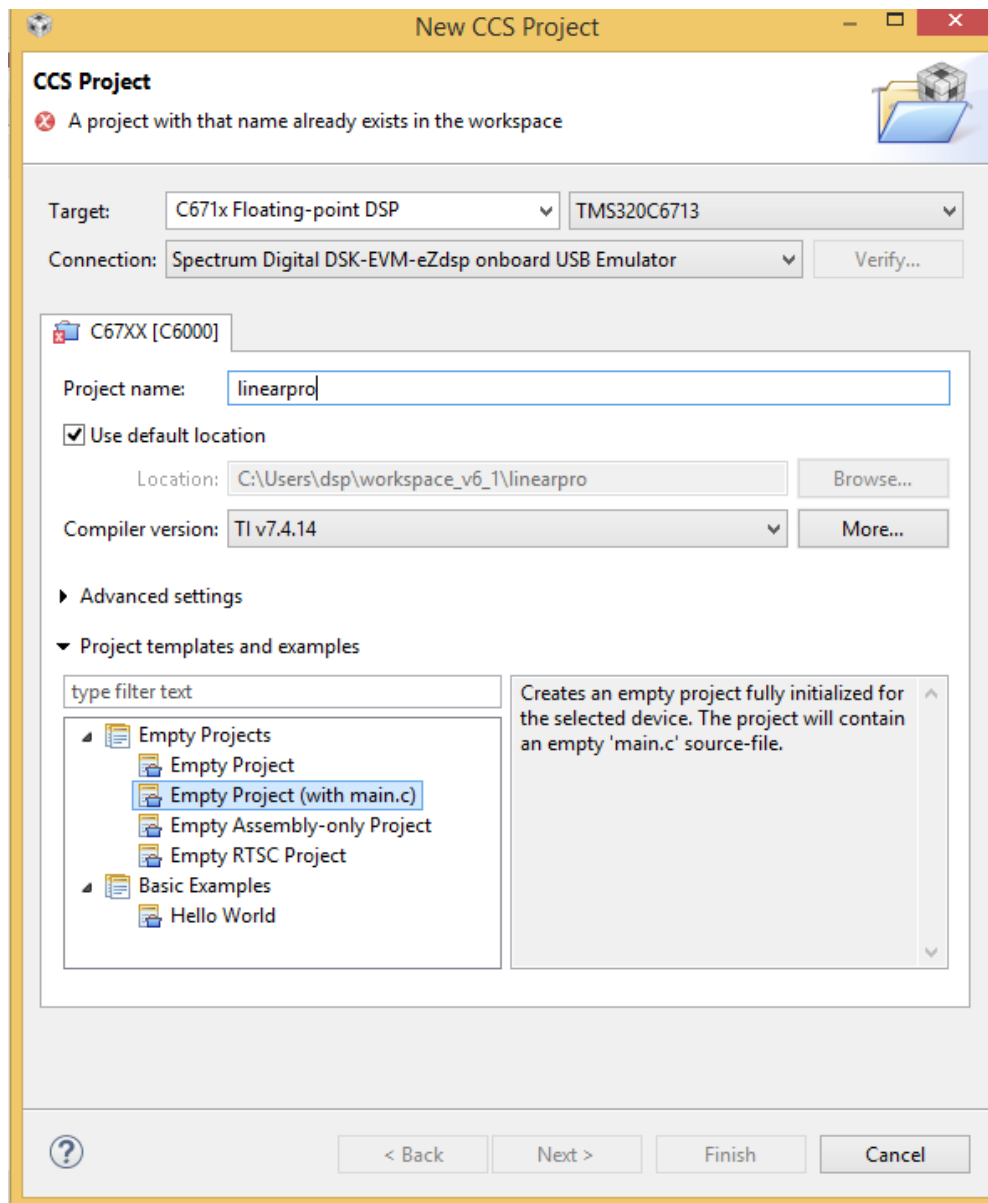 New CCS Project
CCS Project
A project with that name already exists in the workspace
Target: C671x Floating-point DSP TMS320C6713
Connection: Spectrum Digital DSK-EVM-eZdsp onboard USB Emulator Verify...
C67XX [C6000]
Project name: linearpro
Use default location
Location: C:\Users\dsp\workspace_v6_1\linearpro Browse...
Compiler version: TI v7.4.14 More...
Advanced settings
Project templates and examples
type filter text
Empty Projects
Empty Project
Empty Project (with main.c)
Empty Assembly-only Project
Empty RTSC Project
Basic Examples
Hello World
Creates an empty project fully initialized for
the selected device. The project will contain
an empty 'main.c' source-file.
? < Back Next > Finish Cancel